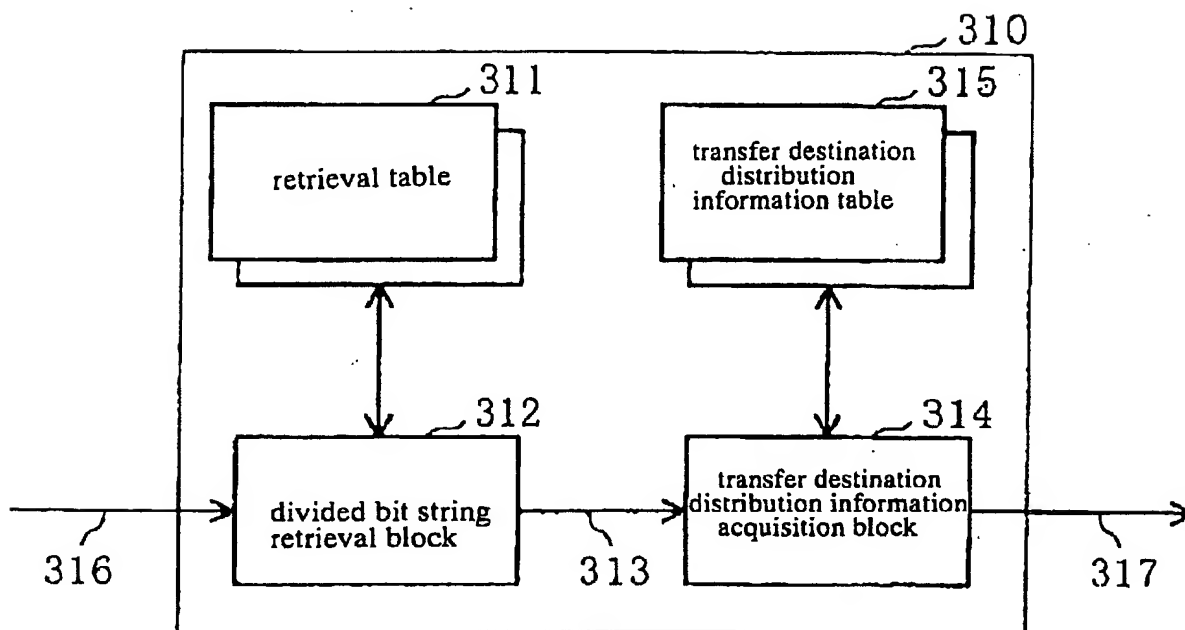 310
311
315
retrieval table
transfer destination
distribution
information table
312
314
divided bit string
retrieval block
transfer destination
distribution information
acquisition block
316
313
317